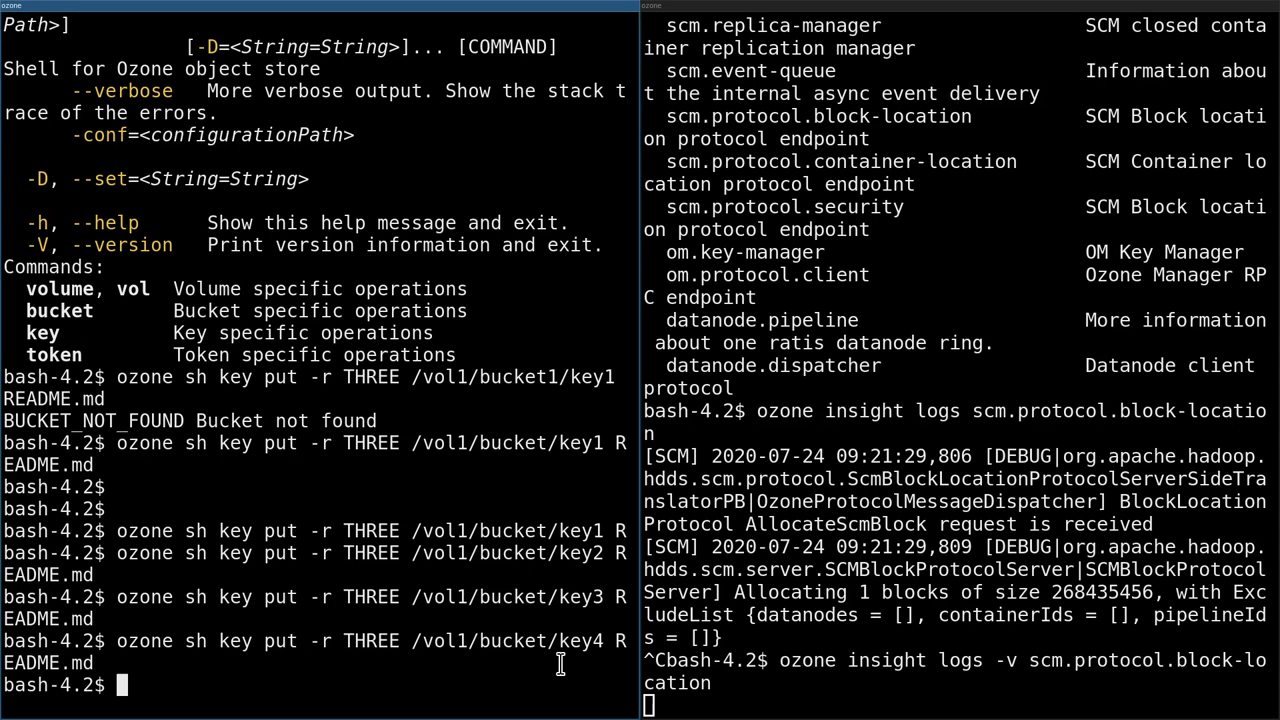 ozone
Path>]
[-D=<String=String>]... [COMMAND]
Shell for Ozone object store
--verbose   More verbose output. Show the stack t
race of the errors.
-conf=<configurationPath>
-D, --set=<String=String>
-h, --help      Show this help message and exit.
-V, --version   Print version information and exit.
Commands:
volume, vol  Volume specific operations
bucket       Bucket specific operations
key          Key specific operations
token        Token specific operations
bash-4.2$ ozone sh key put -r THREE /vol1/bucket1/key1
README.md
BUCKET_NOT_FOUND Bucket not found
bash-4.2$ ozone sh key put -r THREE /vol1/bucket/key1 R
EADME.md
bash-4.2$
bash-4.2$
bash-4.2$ ozone sh key put -r THREE /vol1/bucket/key1 R
bash-4.2$ ozone sh key put -r THREE /vol1/bucket/key2 R
EADME.md
bash-4.2$ ozone sh key put -r THREE /vol1/bucket/key3 R
EADME.md
bash-4.2$ ozone sh key put -r THREE /vol1/bucket/key4 R
EADME.md
bash-4.2$
ozone
scm.replica-manager                  SCM closed conta
iner replication manager
scm.event-queue                      Information abou
t the internal async event delivery
scm.protocol.block-location          SCM Block locati
on protocol endpoint
scm.protocol.container-location      SCM Container lo
cation protocol endpoint
scm.protocol.security                SCM Block locati
on protocol endpoint
om.key-manager                       OM Key Manager
om.protocol.client                   Ozone Manager RP
C endpoint
datanode.pipeline                    More information
about one ratis datanode ring.
datanode.dispatcher                  Datanode client
protocol
bash-4.2$ ozone insight logs scm.protocol.block-locatio
n
[SCM] 2020-07-24 09:21:29,806 [DEBUG|org.apache.hadoop.
hdds.scm.protocol.ScmBlockLocationProtocolServerSideTra
nslatorPB|OzoneProtocolMessageDispatcher] BlockLocation
Protocol AllocateScmBlock request is received
[SCM] 2020-07-24 09:21:29,809 [DEBUG|org.apache.hadoop.
hdds.scm.server.SCMBlockProtocolServer|SCMBlockProtocol
Server] Allocating 1 blocks of size 268435456, with Exc
ludeList {datanodes = [], containerIds = [], pipelineId
s = []}
^Cbash-4.2$ ozone insight logs -v scm.protocol.block-lo
cation